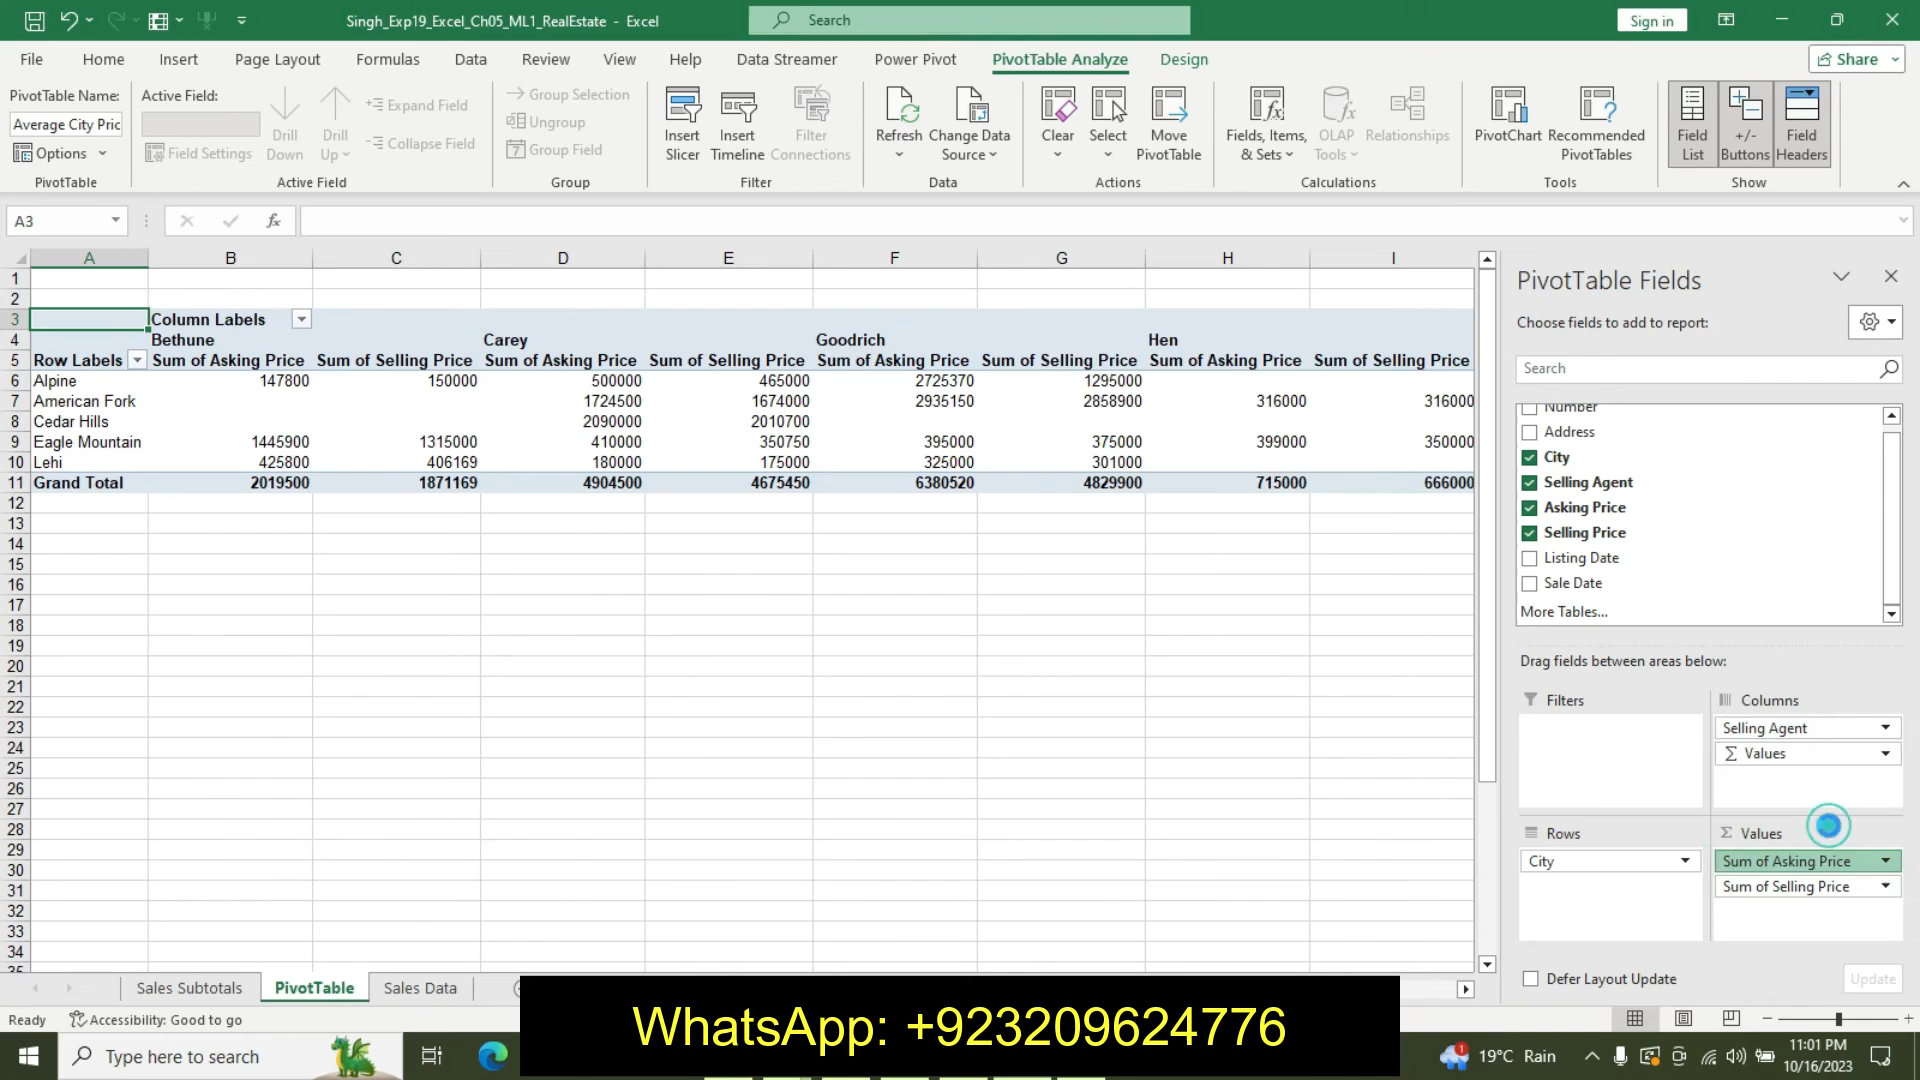 Singh_Exp19_Excel_Ch05_ML1_RealEstate - Excel
Search
Sign in
File Home Insert Page Layout Formulas Data Review View Help Data Streamer Power Pivot PivotTable Analyze Design Share
PivotTable Name:
Average City Pric
Options
PivotTable
Active Field:
Field Settings
Drill Down
Drill Up
Expand Field
Collapse Field
Active Field
Group Selection
Ungroup
Group Field
Group
Insert Slicer
Insert Timeline
Filter Connections
Filter
Refresh
Change Data Source
Data
Clear
Select
Move PivotTable
Actions
Fields, Items, & Sets
OLAP Tools
Relationships
Calculations
PivotChart
Recommended PivotTables
Tools
Field List
+/- Buttons
Field Headers
Show
A3
fx
A B C D E F G H I
1
2
3 Column Labels
4 Bethune Carey Goodrich Hen
5 Row Labels Sum of Asking Price Sum of Selling Price Sum of Asking Price Sum of Selling Price Sum of Asking Price Sum of Selling Price Sum of Asking Price Sum of Selling Price
6 Alpine 147800 150000 500000 465000 2725370 1295000
7 American Fork 1724500 1674000 2935150 2858900 316000 316000
8 Cedar Hills 2090000 2010700
9 Eagle Mountain 1445900 1315000 410000 350750 395000 375000 399000 350000
10 Lehi 425800 406169 180000 175000 325000 301000
11 Grand Total 2019500 1871169 4904500 4675450 6380520 4829900 715000 666000
12
13
14
15
16
17
18
19
20
21
22
23
24
25
26
27
28
29
30
31
32
33
34
35
PivotTable Fields
Choose fields to add to report:
Search
Number
Address
City
Selling Agent
Asking Price
Selling Price
Listing Date
Sale Date
More Tables...
Drag fields between areas below:
Filters
Columns
Selling Agent
Σ Values
Rows
City
Σ Values
Sum of Asking Price
Sum of Selling Price
Defer Layout Update
Update
Sales Subtotals PivotTable Sales Data
Ready Accessibility: Good to go
WhatsApp: +923209624776
Type here to search
1
19°C Rain
11:01 PM
10/16/2023